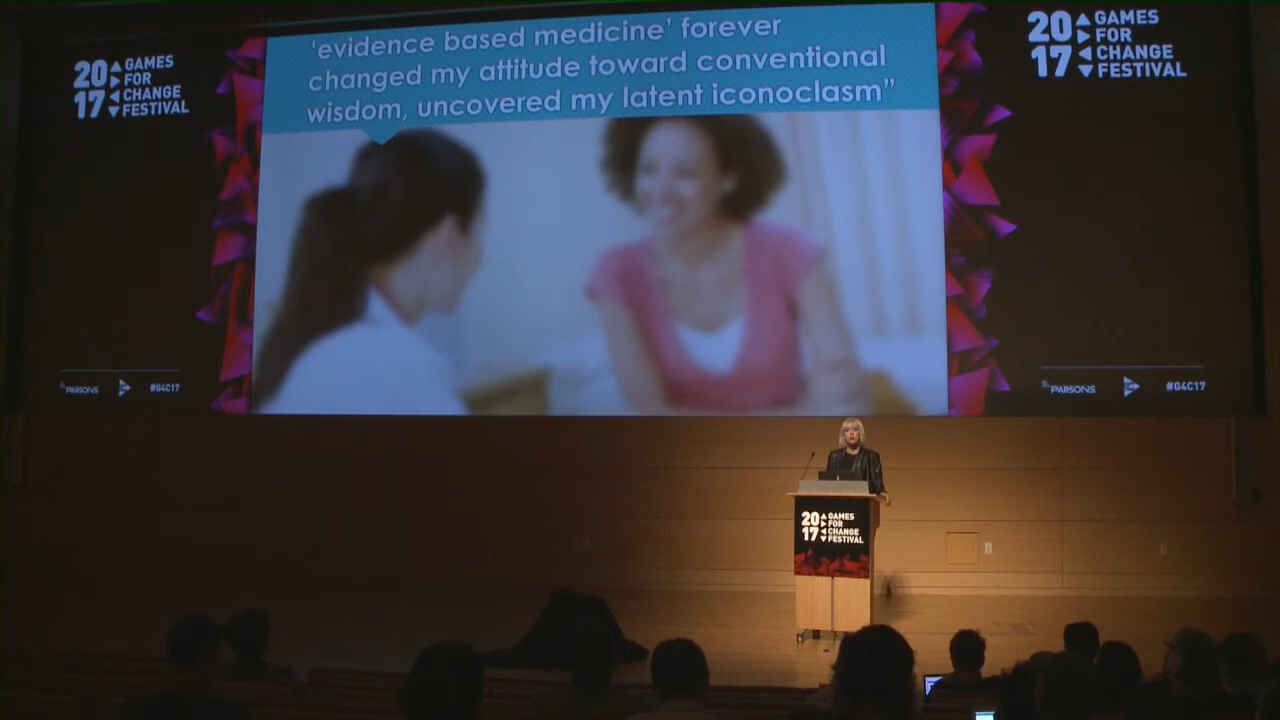 ‘evidence based medicine’ forever
changed my attitude toward conventional
wisdom, uncovered my latent iconoclasm”
20 GAMES
FOR
17 CHANGE
FESTIVAL
PARSONS
#G4C17
20 GAMES
FOR
17 CHANGE
FESTIVAL
PARSONS
#G4C17
20 GAMES
FOR
17 CHANGE
FESTIVAL